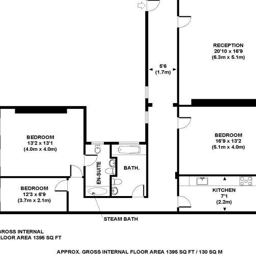 RECEPTION
20'10 x 16'9
(6.3m x 5.1m)
5'6
(1.7m)
BEDROOM
13'2 x 13'1
(4.0m x 4.0m)
BEDROOM
16'9 x 13'2
(5.1m x 4.0m)
EN-SUITE
BATH.
BEDROOM
12'3 x 6'9
(3.7m x 2.1m)
KITCHEN
7'1
(2.2m)
STEAM BATH
GROSS INTERNAL
FLOOR AREA 1396 SQ FT
APPROX. GROSS INTERNAL FLOOR AREA 1396 SQ FT / 130 SQ M